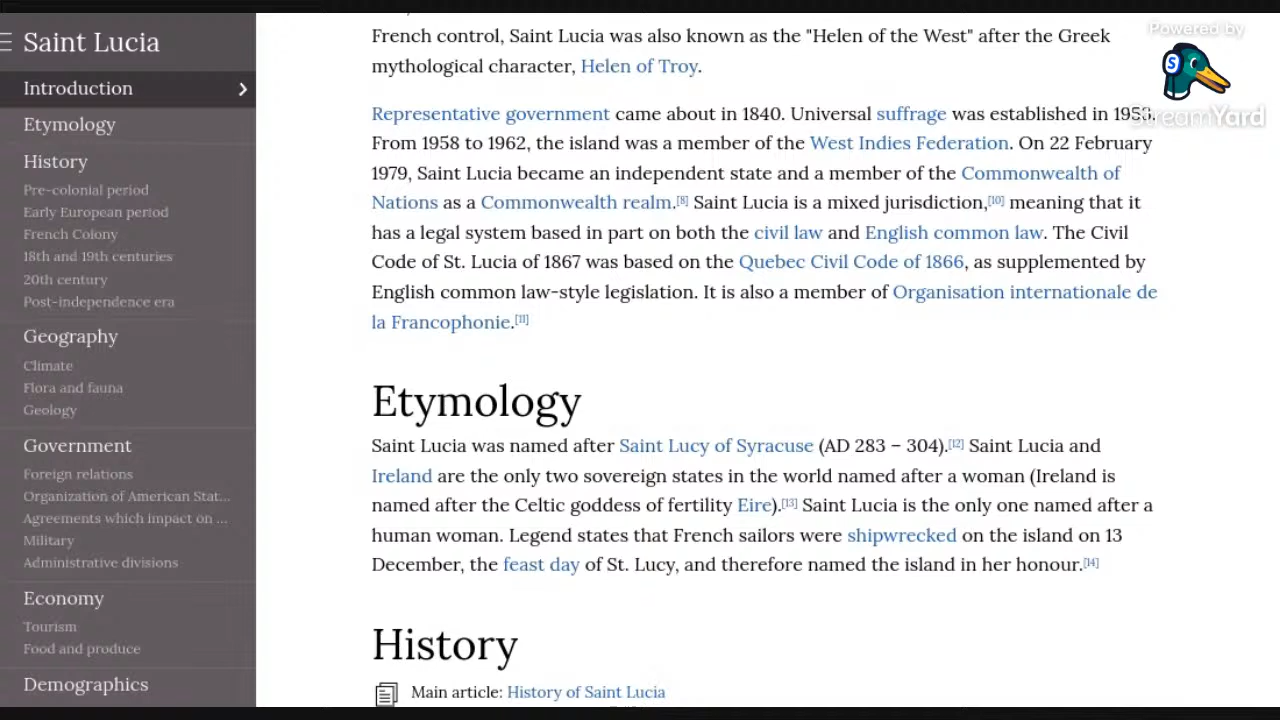 Saint Lucia
Introduction
Etymology
History
Pre-colonial period
Early European period
French Colony
18th and 19th centuries
20th century
Post-independence era
Geography
Climate
Flora and fauna
Geology
Government
Foreign relations
Organization of American Stat...
Agreements which impact on ...
Military
Administrative divisions
Economy
Tourism
Food and produce
Demographics
French control, Saint Lucia was also known as the "Helen of the West" after the Greek
mythological character, Helen of Troy.
Representative government came about in 1840. Universal suffrage was established in 1953.
From 1958 to 1962, the island was a member of the West Indies Federation. On 22 February
1979, Saint Lucia became an independent state and a member of the Commonwealth of
Nations as a Commonwealth realm.[8] Saint Lucia is a mixed jurisdiction,[10] meaning that it
has a legal system based in part on both the civil law and English common law. The Civil
Code of St. Lucia of 1867 was based on the Quebec Civil Code of 1866, as supplemented by
English common law-style legislation. It is also a member of Organisation internationale de
la Francophonie.[11]
Etymology
Saint Lucia was named after Saint Lucy of Syracuse (AD 283 – 304).[12] Saint Lucia and
Ireland are the only two sovereign states in the world named after a woman (Ireland is
named after the Celtic goddess of fertility Eire).[13] Saint Lucia is the only one named after a
human woman. Legend states that French sailors were shipwrecked on the island on 13
December, the feast day of St. Lucy, and therefore named the island in her honour.[14]
History
Main article: History of Saint Lucia
Powered by
S
StreamYard